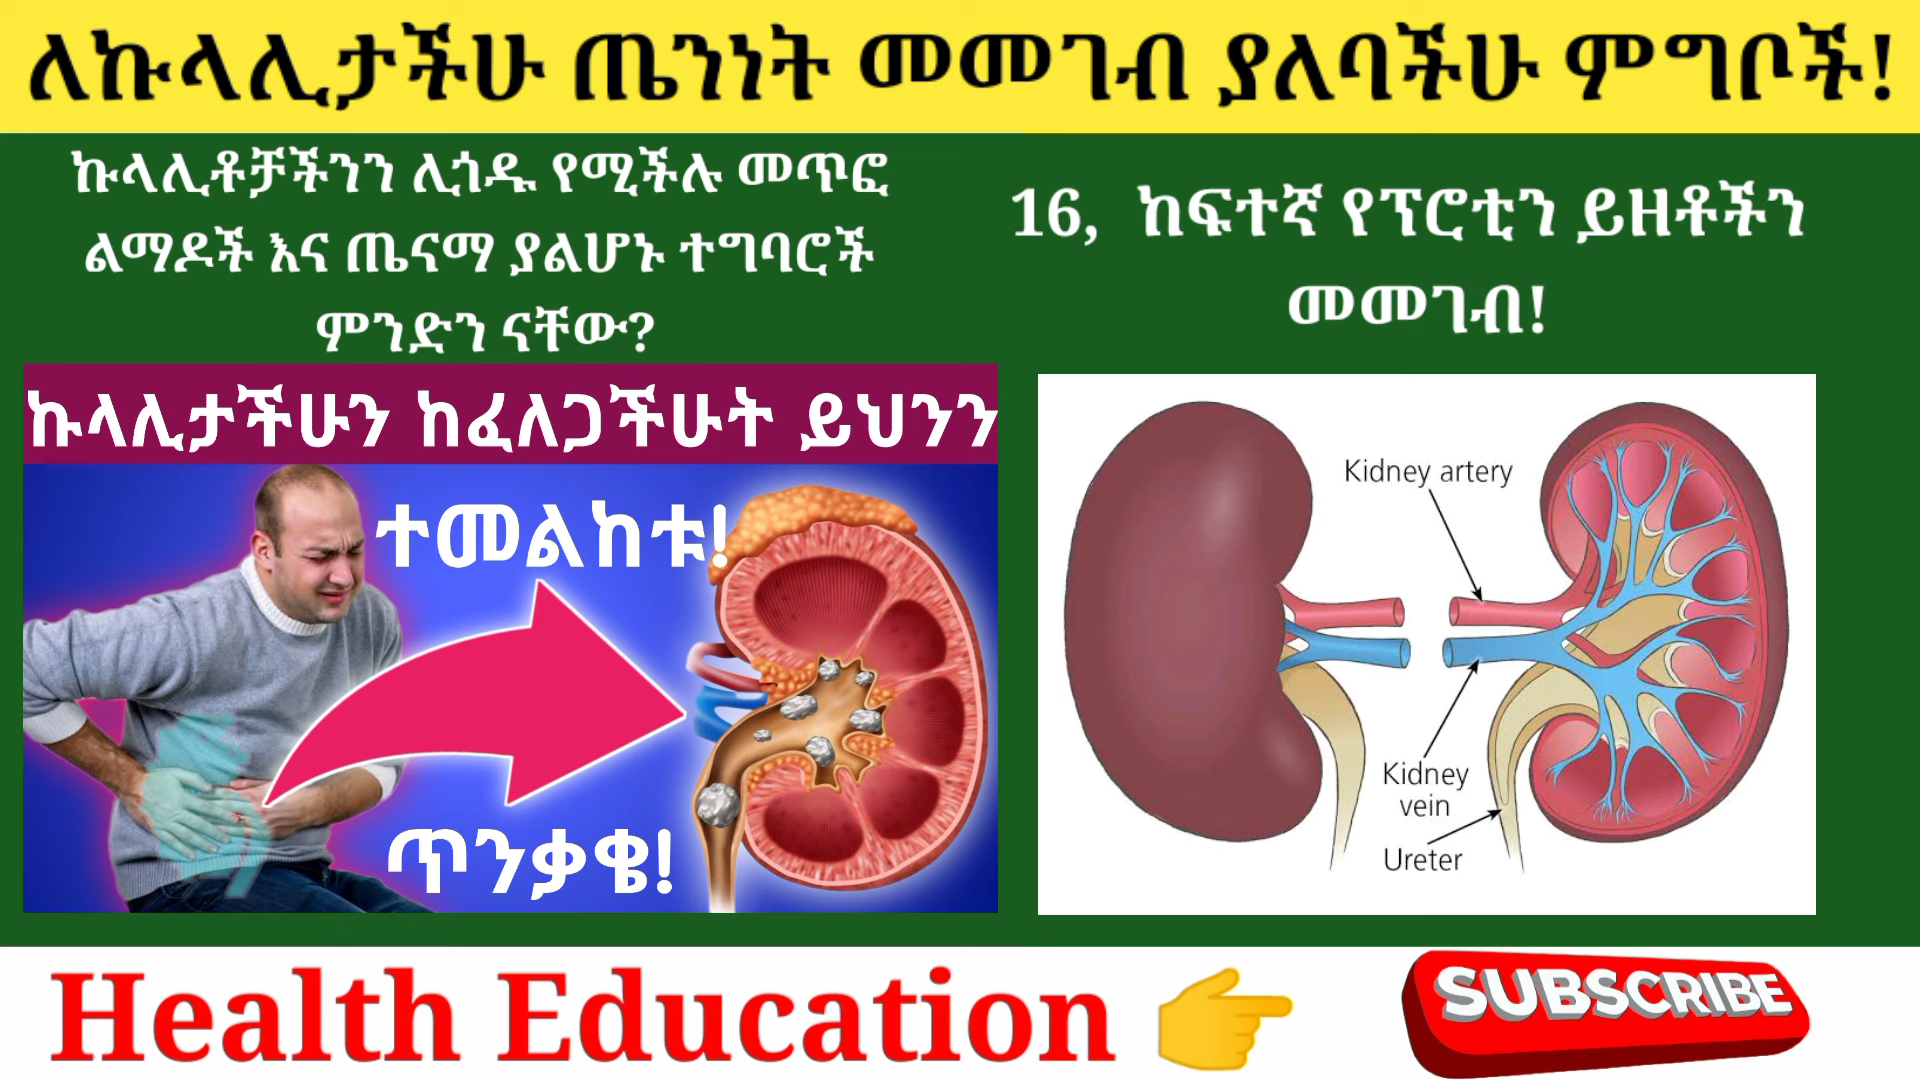 ለኩላሊታችሁ ጤንነት መመገብ ያለባችሁ ምግቦች!
ኩላሊቶቻችንን ሊጎዱ የሚችሉ መጥፎ
ልማዶች እና ጤናማ ያልሆኑ ተግባሮች
ምንድን ናቸው?
16, ከፍተኛ የፕሮቲን ይዘቶችን
መመገብ!
ኩላሊታችሁን ከፈለጋችሁት ይህንን
ተመልከቱ!
ጥንቃቄ!
Kidney artery
Kidney
vein
Ureter
Health Education
SUBSCRIBE